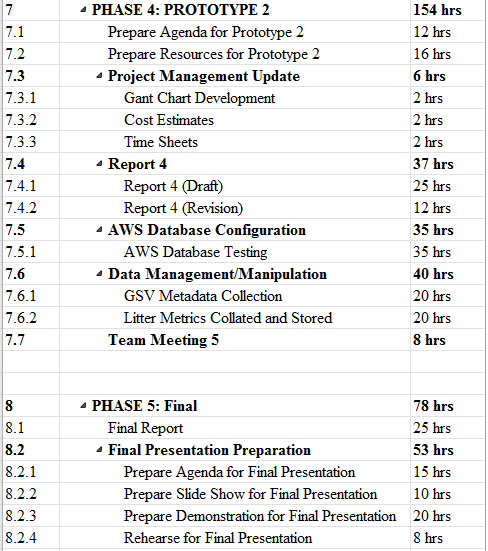 7 PHASE 4: PROTOTYPE 2 154 hrs
7.1 Prepare Agenda for Prototype 2 12 hrs
7.2 Prepare Resources for Prototype 2 16 hrs
7.3 Project Management Update 6 hrs
7.3.1 Gant Chart Development 2 hrs
7.3.2 Cost Estimates 2 hrs
7.3.3 Time Sheets 2 hrs
7.4 Report 4 37 hrs
7.4.1 Report 4 (Draft) 25 hrs
7.4.2 Report 4 (Revision) 12 hrs
7.5 AWS Database Configuration 35 hrs
7.5.1 AWS Database Testing 35 hrs
7.6 Data Management/Manipulation 40 hrs
7.6.1 GSV Metadata Collection 20 hrs
7.6.2 Litter Metrics Collated and Stored 20 hrs
7.7 Team Meeting 5 8 hrs
8 PHASE 5: Final 78 hrs
8.1 Final Report 25 hrs
8.2 Final Presentation Preparation 53 hrs
8.2.1 Prepare Agenda for Final Presentation 15 hrs
8.2.2 Prepare Slide Show for Final Presentation 10 hrs
8.2.3 Prepare Demonstration for Final Presentation 20 hrs
8.2.4 Rehearse for Final Presentation 8 hrs